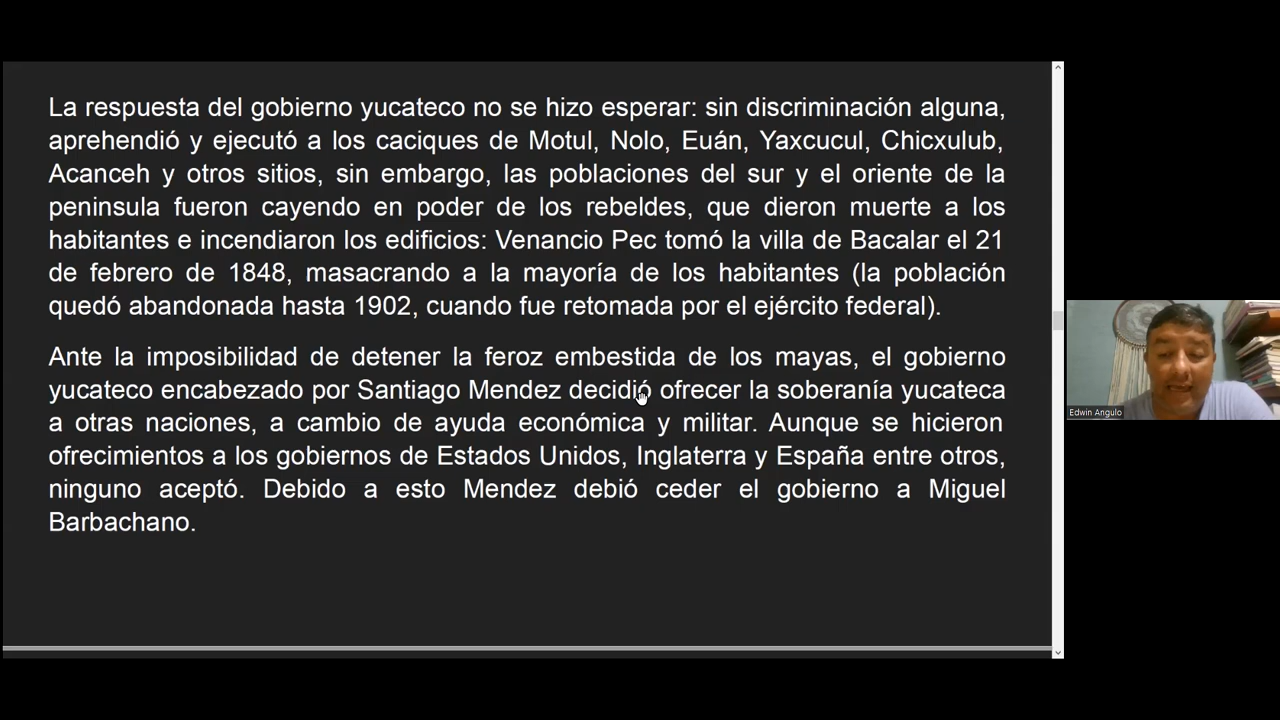 La respuesta del gobierno yucateco no se hizo esperar: sin discriminación alguna,
aprehendió y ejecutó a los caciques de Motul, Nolo, Euán, Yaxcucul, Chicxulub,
Acanceh y otros sitios, sin embargo, las poblaciones del sur y el oriente de la
peninsula fueron cayendo en poder de los rebeldes, que dieron muerte a los
habitantes e incendiaron los edificios: Venancio Pec tomó la villa de Bacalar el 21
de febrero de 1848, masacrando a la mayoría de los habitantes (la población
quedó abandonada hasta 1902, cuando fue retomada por el ejército federal).
Ante la imposibilidad de detener la feroz embestida de los mayas, el gobierno
yucateco encabezado por Santiago Mendez decidió ofrecer la soberanía yucateca
a otras naciones, a cambio de ayuda económica y militar. Aunque se hicieron
ofrecimientos a los gobiernos de Estados Unidos, Inglaterra y España entre otros,
ninguno aceptó. Debido a esto Mendez debió ceder el gobierno a Miguel
Barbachano.
Edwin Angulo